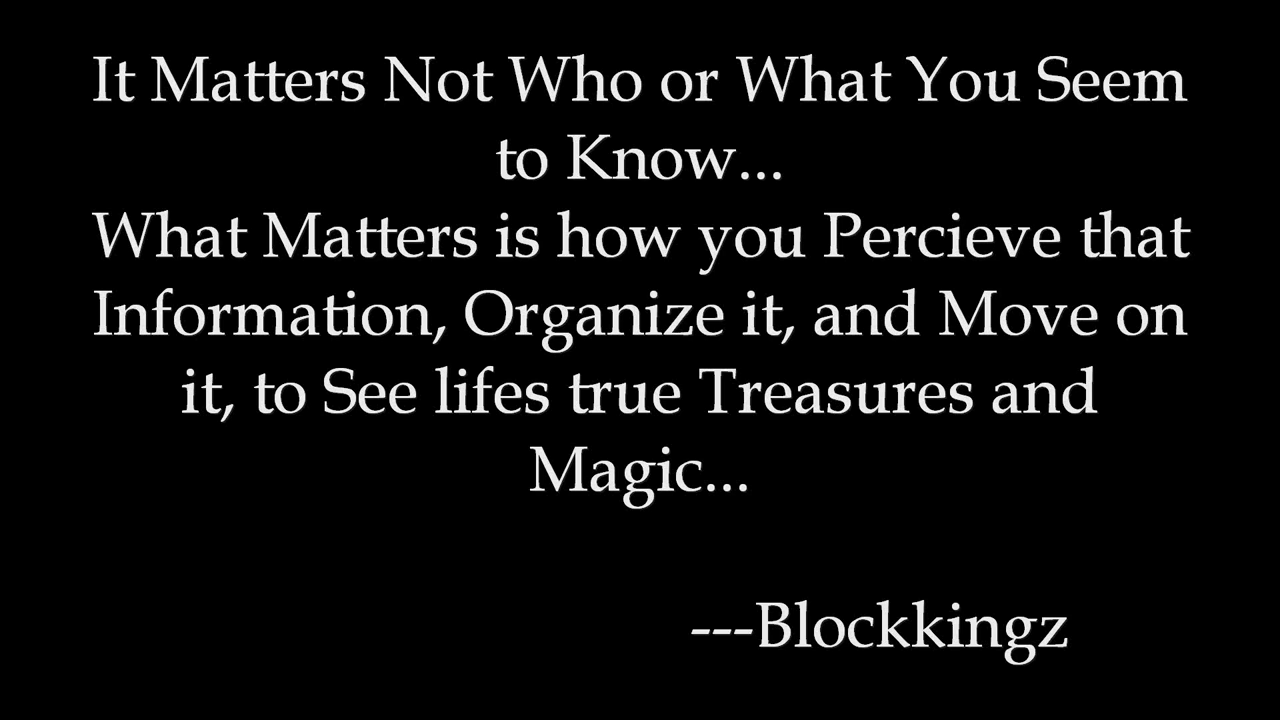 It Matters Not Who or What You Seem
to Know...
What Matters is how you Percieve that
Information, Organize it, and Move on
it, to See lifes true Treasures and
Magic...
---Blockkingz